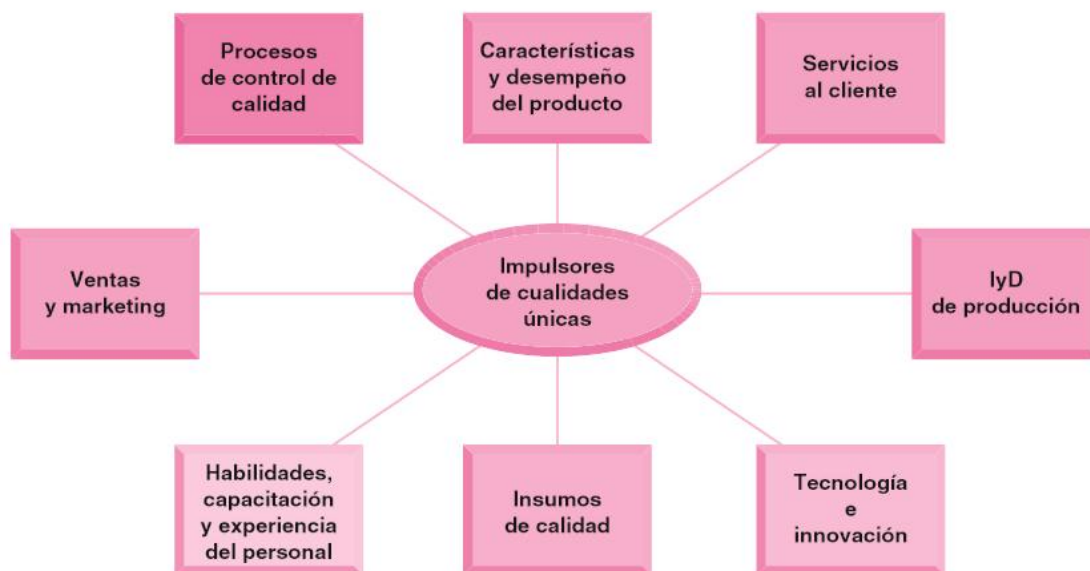 Procesos
de control de
calidad
Características
y desempeño
del producto
Servicios
al cliente
Ventas
y marketing
Impulsores
de cualidades
únicas
IyD
de producción
Habilidades,
capacitación
y experiencia
del personal
Insumos
de calidad
Tecnología
e
innovación